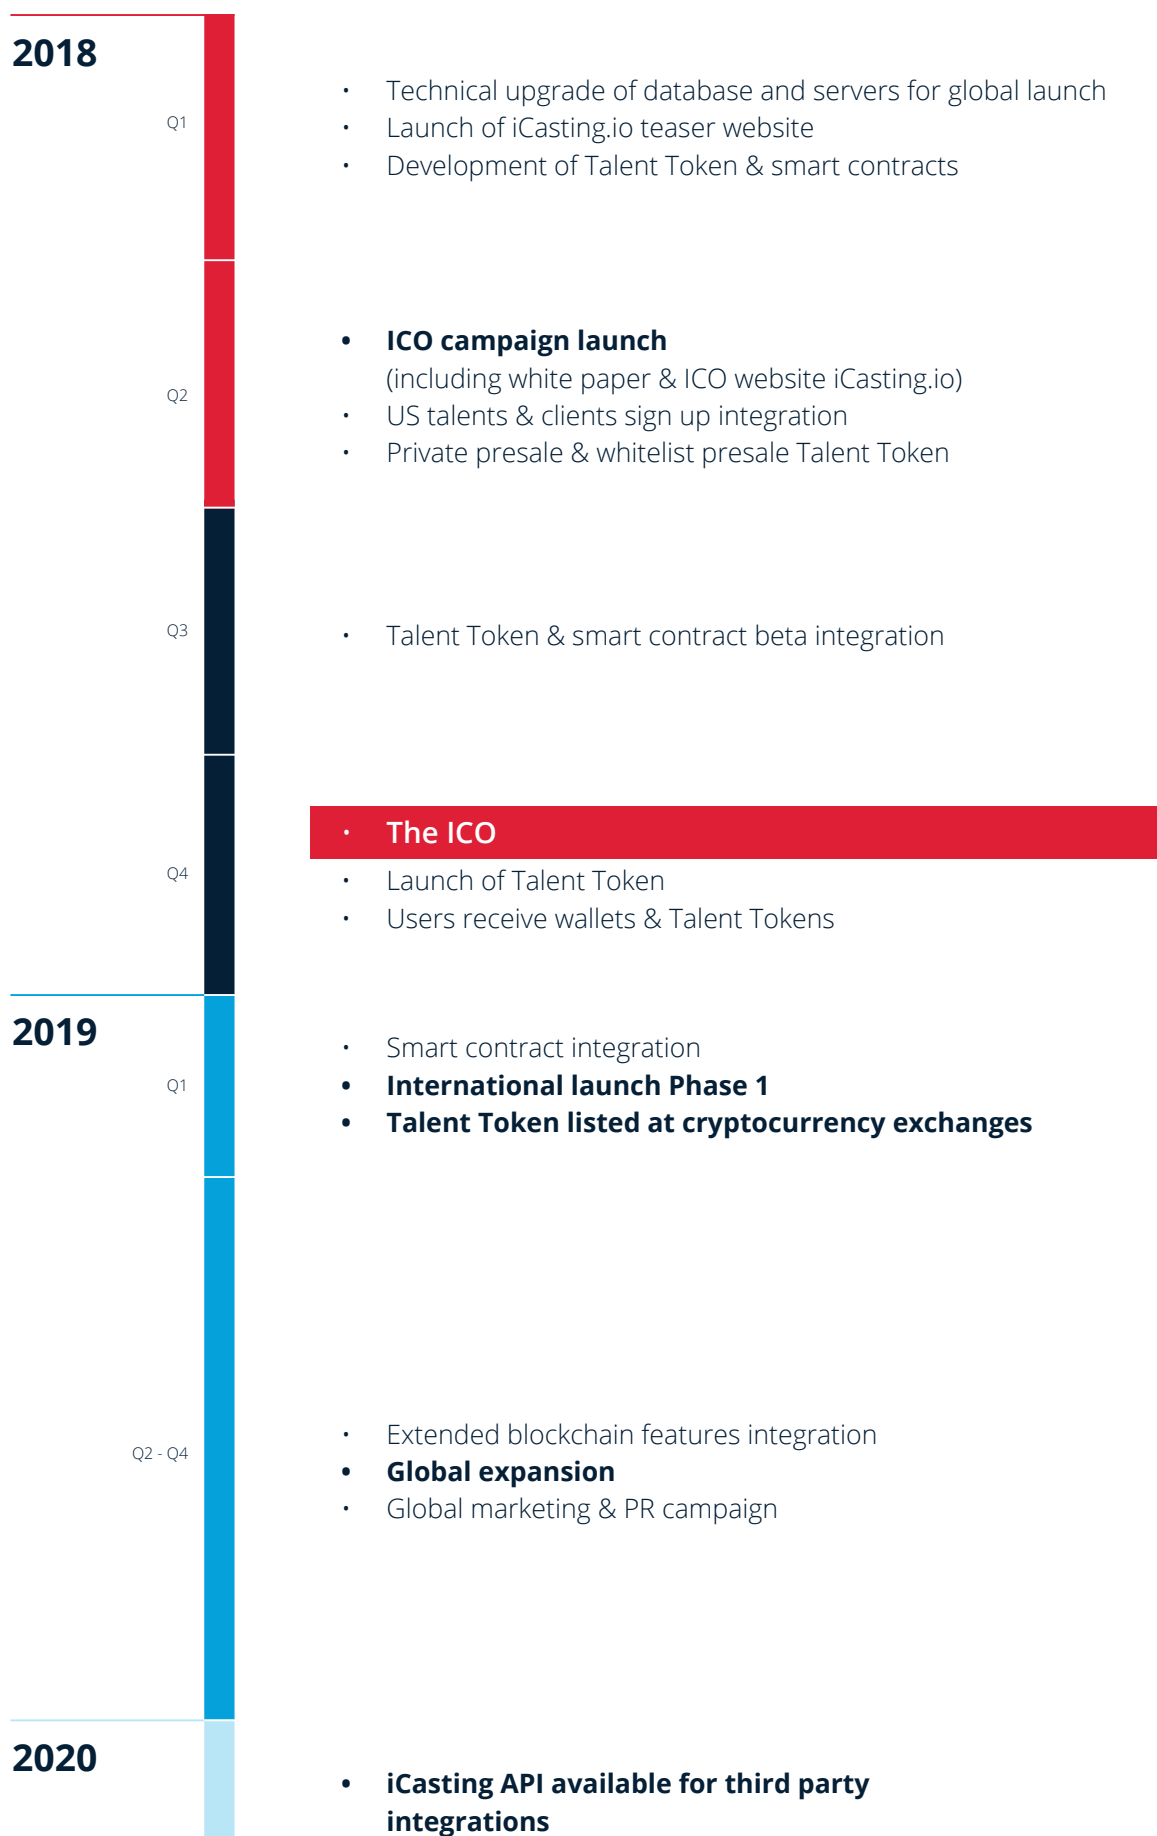 2018
Q1
• Technical upgrade of database and servers for global launch
• Launch of iCasting.io teaser website
• Development of Talent Token & smart contracts
Q2
• ICO campaign launch
(including white paper & ICO website iCasting.io)
• US talents & clients sign up integration
• Private presale & whitelist presale Talent Token
Q3
• Talent Token & smart contract beta integration
Q4
• The ICO
• Launch of Talent Token
• Users receive wallets & Talent Tokens
2019
Q1
• Smart contract integration
• International launch Phase 1
• Talent Token listed at cryptocurrency exchanges
Q2 - Q4
• Extended blockchain features integration
• Global expansion
• Global marketing & PR campaign
2020
• iCasting API available for third party
integrations